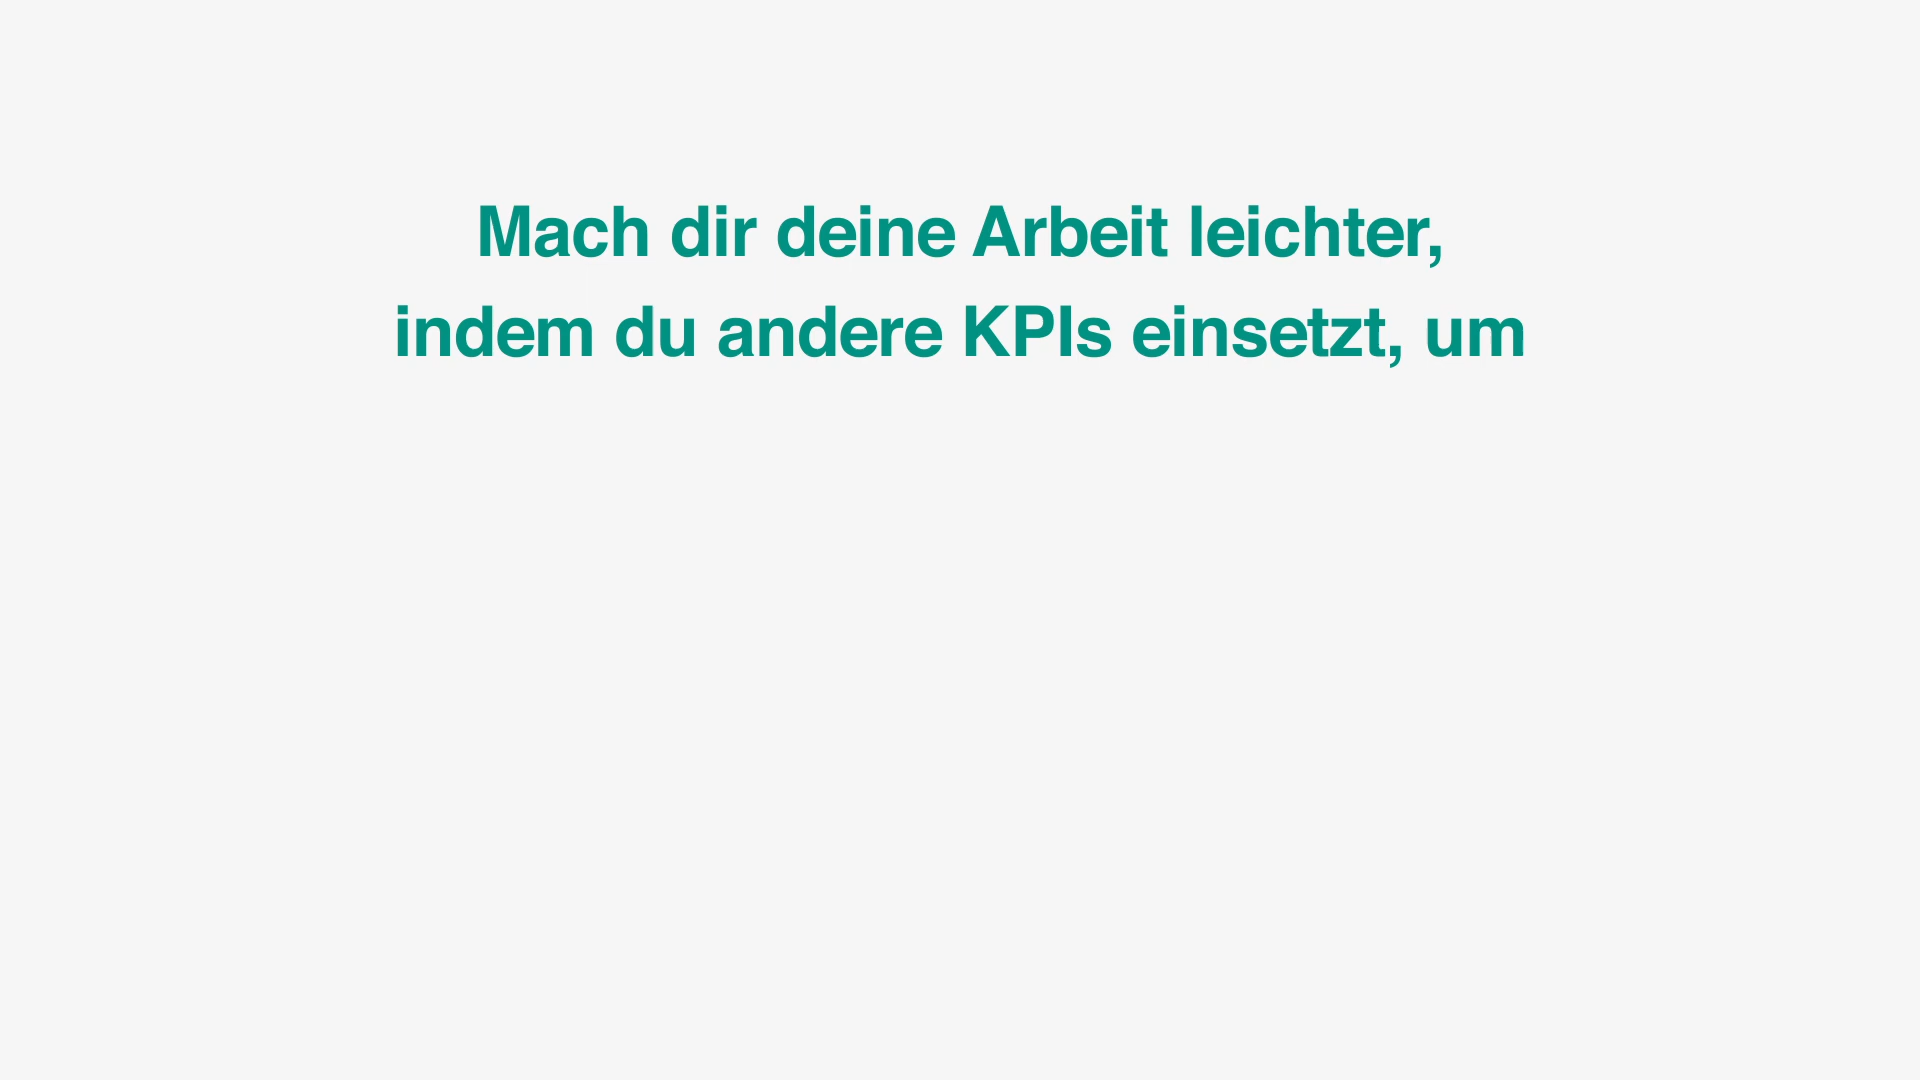 Mach dir deine Arbeit leichter,
indem du andere KPIs einsetzt, um